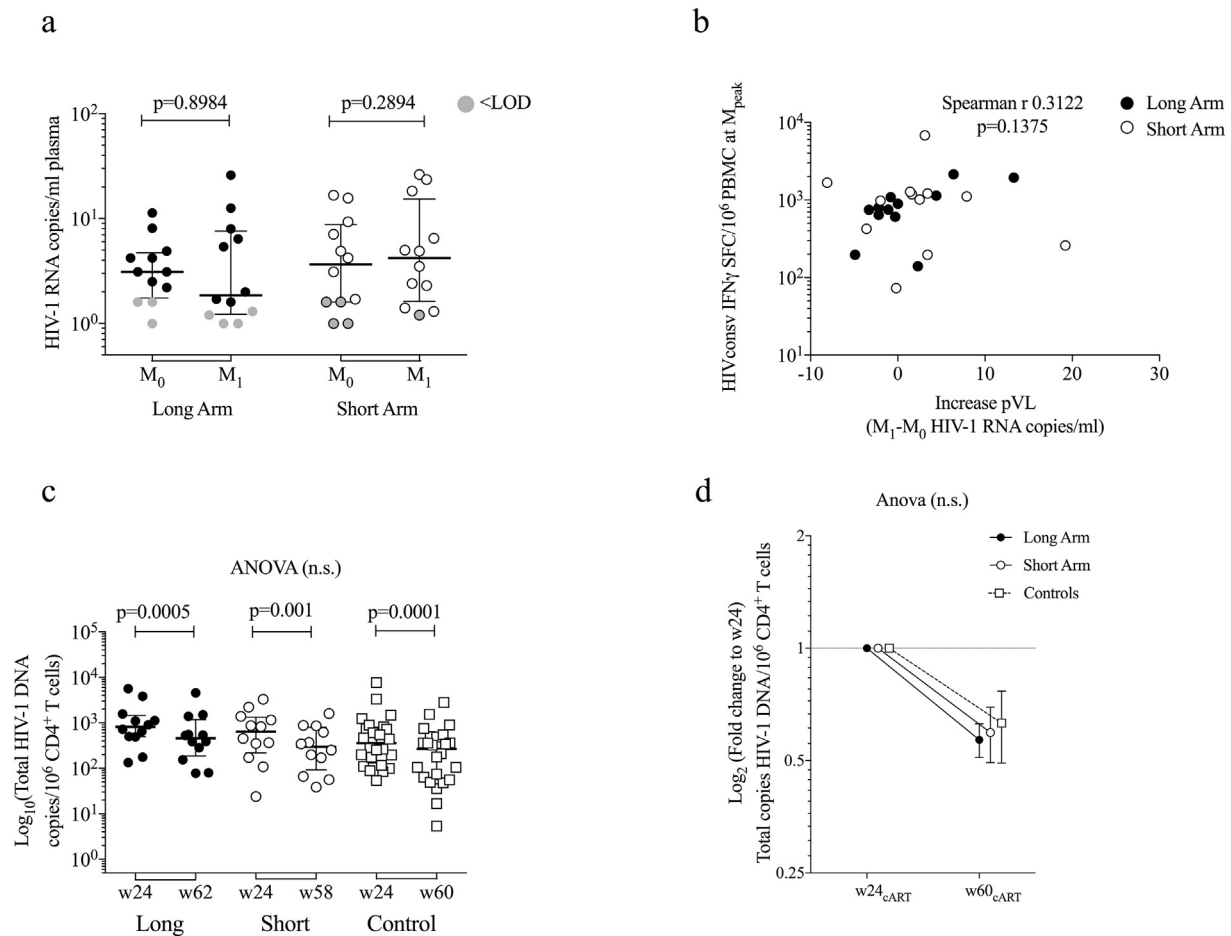 a
HIV-1 RNA copies/ml plasma
10²
10¹
10⁰
p=0.8984
p=0.2894
<LOD
M₀
M₁
M₀
M₁
Long Arm
Short Arm
b
HIVconsv IFNγ SFC/10⁶ PBMC at Mpeak
10⁴
10³
10²
10¹
Spearman r 0.3122
p=0.1375
Long Arm
Short Arm
-10
0
10
20
30
Increase pVL
(M₁-M₀ HIV-1 RNA copies/ml)
c
ANOVA (n.s.)
p=0.0005
p=0.001
p=0.0001
Log₁₀(Total HIV-1 DNA
copies/10⁶ CD4⁺ T cells)
10⁵
10⁴
10³
10²
10¹
10⁰
w24
w62
w24
w58
w24
w60
Long
Short
Control
d
Anova (n.s.)
Long Arm
Short Arm
Controls
Log₂ (Fold change to w24)
Total copies HIV-1 DNA/10⁶ CD4⁺ T cells
2
1
0.5
0.25
w24cART
w60cART